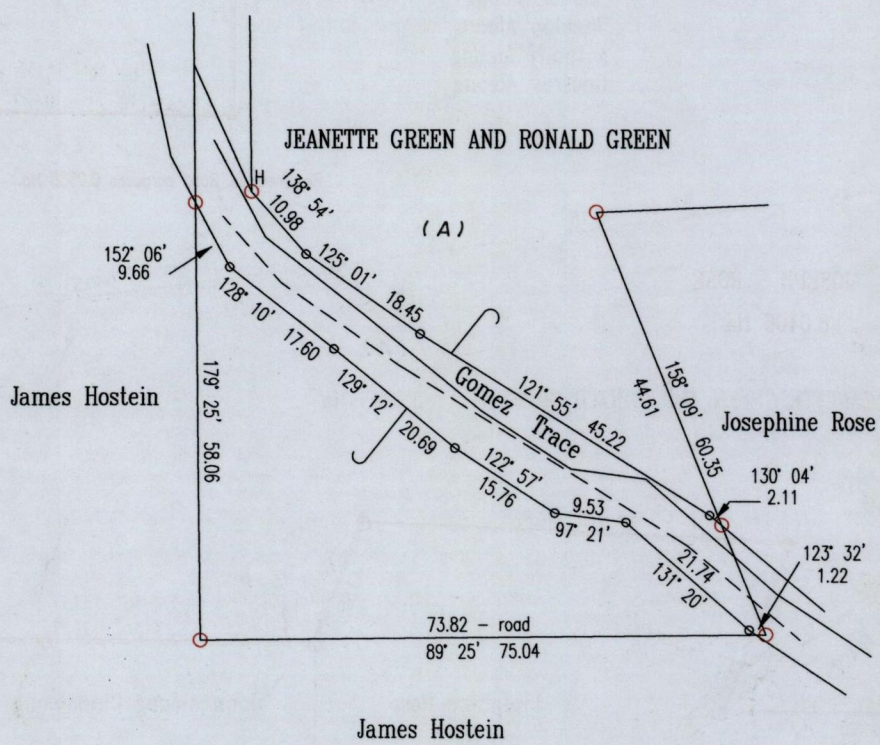 JEANETTE GREEN AND RONALD GREEN
H
138° 54'
10.98
(A)
152° 06'
9.66
125° 01'
18.45
128° 10'
17.60
179° 25' 58.06
James Hostein
129° 12'
20.69
Gomez Trace
121° 55' 45.22
158° 09' 60.35
44.61
Josephine Rose
122° 57'
15.76
9.53
97° 21'
130° 04'
2.11
21.74
131° 20'
123° 32'
1.22
73.82 – road
89° 25' 75.04
James Hostein